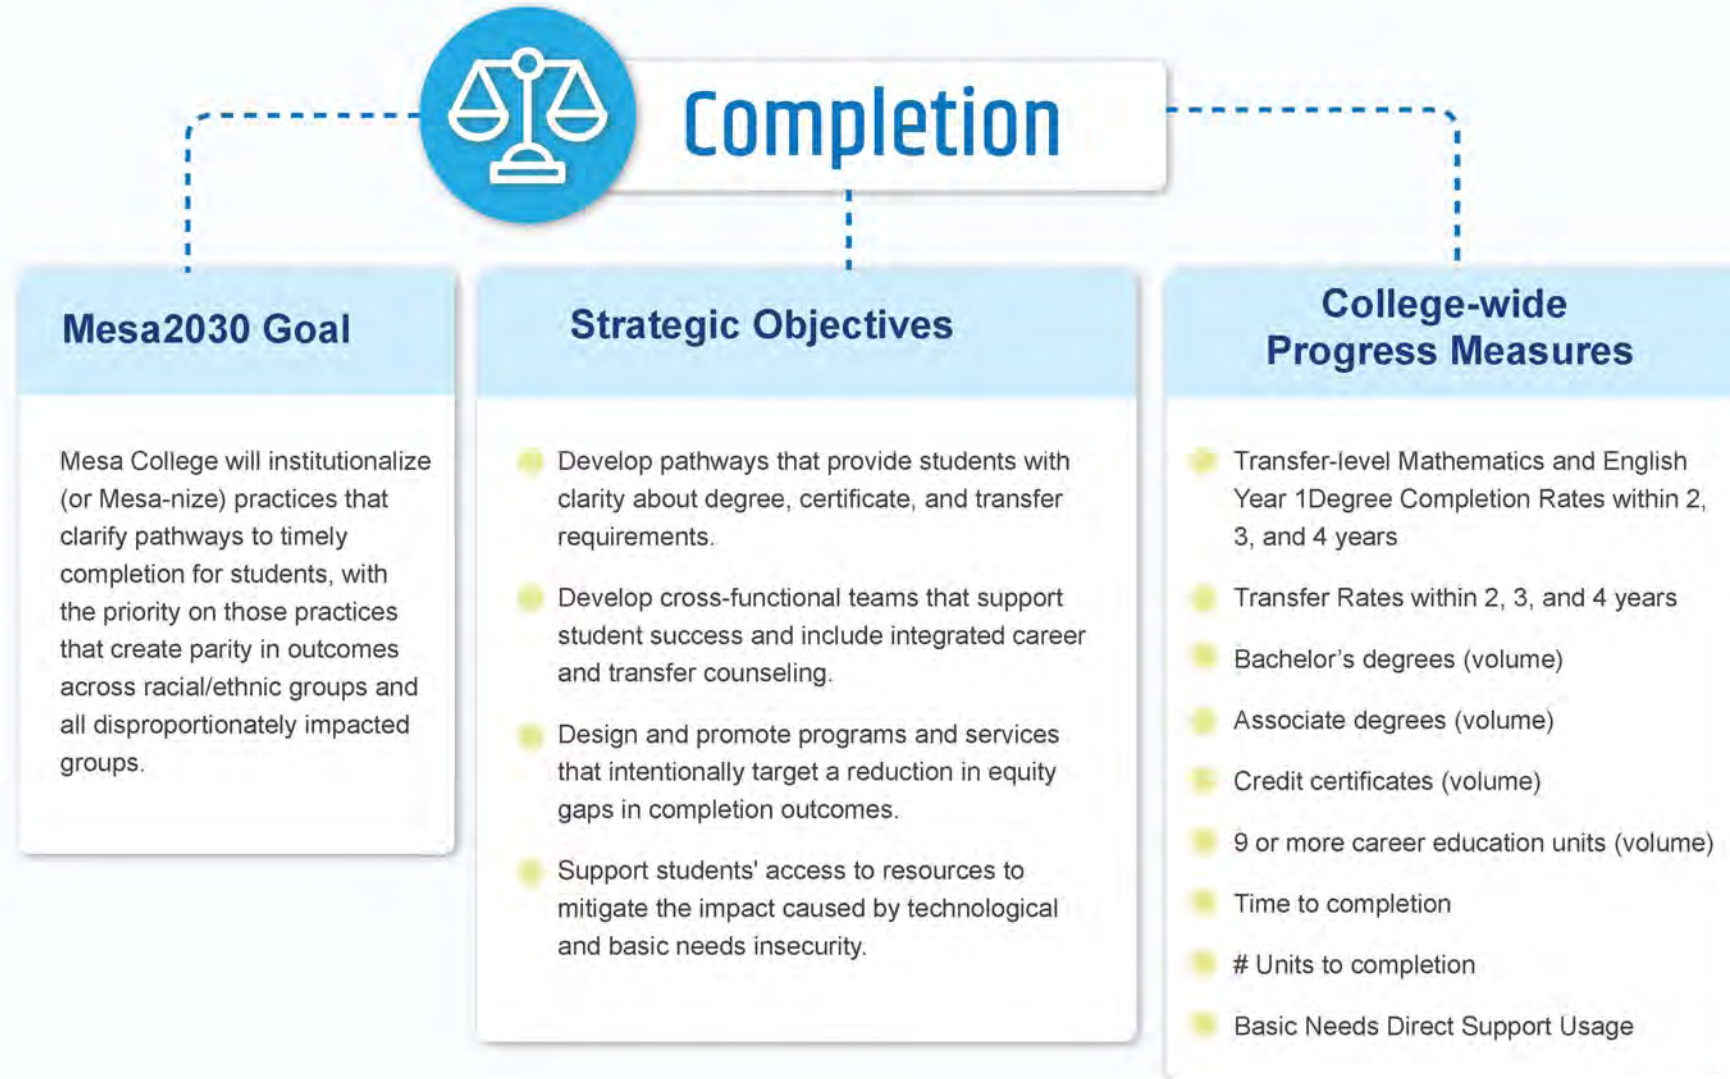 Completion
Mesa2030 Goal
Mesa College will institutionalize
(or Mesa-nize) practices that
clarify pathways to timely
completion for students, with
the priority on those practices
that create parity in outcomes
across racial/ethnic groups and
all disproportionately impacted
groups.
Strategic Objectives
Develop pathways that provide students with
clarity about degree, certificate, and transfer
requirements.
Develop cross-functional teams that support
student success and include integrated career
and transfer counseling.
Design and promote programs and services
that intentionally target a reduction in equity
gaps in completion outcomes.
Support students' access to resources to
mitigate the impact caused by technological
and basic needs insecurity.
College-wide
Progress Measures
Transfer-level Mathematics and English
Year 1Degree Completion Rates within 2,
3, and 4 years
Transfer Rates within 2, 3, and 4 years
Bachelor’s degrees (volume)
Associate degrees (volume)
Credit certificates (volume)
9 or more career education units (volume)
Time to completion
# Units to completion
Basic Needs Direct Support Usage